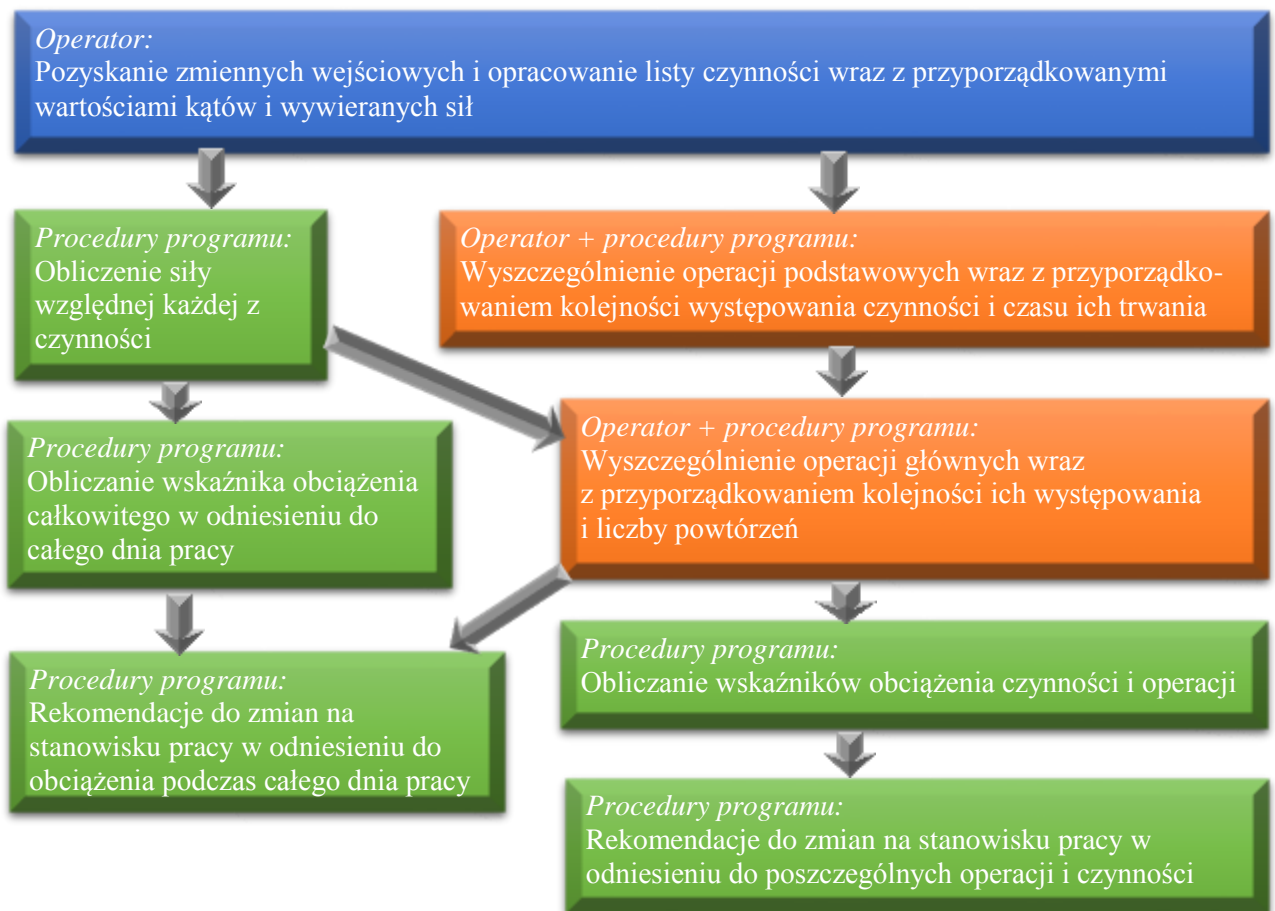 Operator:
Pozyskanie zmiennych wejściowych i opracowanie listy czynności wraz z przyporządkowanymi
wartościami kątów i wywieranych sił
Procedury programu:
Obliczenie siły
względnej każdej z
czynności
Operator + procedury programu:
Wyszczególnienie operacji podstawowych wraz z przyporządko-
waniem kolejności występowania czynności i czasu ich trwania
Procedury programu:
Obliczanie wskaźnika obciążenia
całkowitego w odniesieniu do
całego dnia pracy
Operator + procedury programu:
Wyszczególnienie operacji głównych wraz
z przyporządkowaniem kolejności ich występowania
i liczby powtórzeń
Procedury programu:
Rekomendacje do zmian na
stanowisku pracy w odniesieniu do
obciążenia podczas całego dnia pracy
Procedury programu:
Obliczanie wskaźników obciążenia czynności i operacji
Procedury programu:
Rekomendacje do zmian na stanowisku pracy w
odniesieniu do poszczególnych operacji i czynności